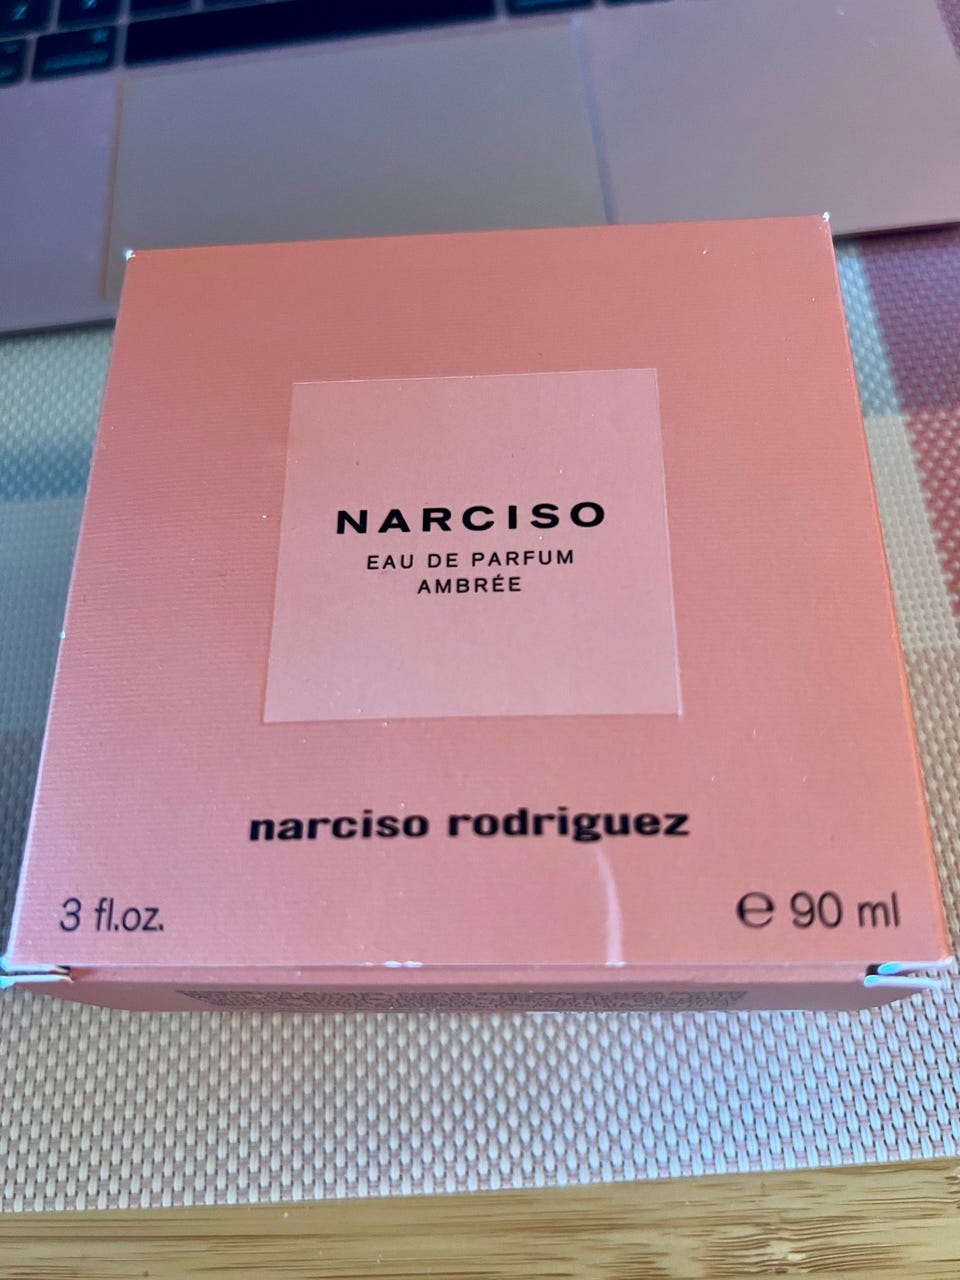 NARCISO
EAU DE PARFUM
AMBRÉE
narciso rodriguez
3 fl.oz.
℮ 90 ml